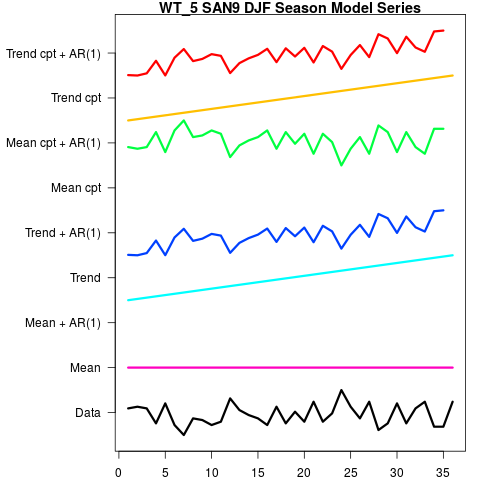 WT_5 SAN9 DJF Season Model Series
Trend cpt + AR(1)
Trend cpt
Mean cpt + AR(1)
Mean cpt
Trend + AR(1)
Trend
Mean + AR(1)
Mean
Data
0 5 10 15 20 25 30 35